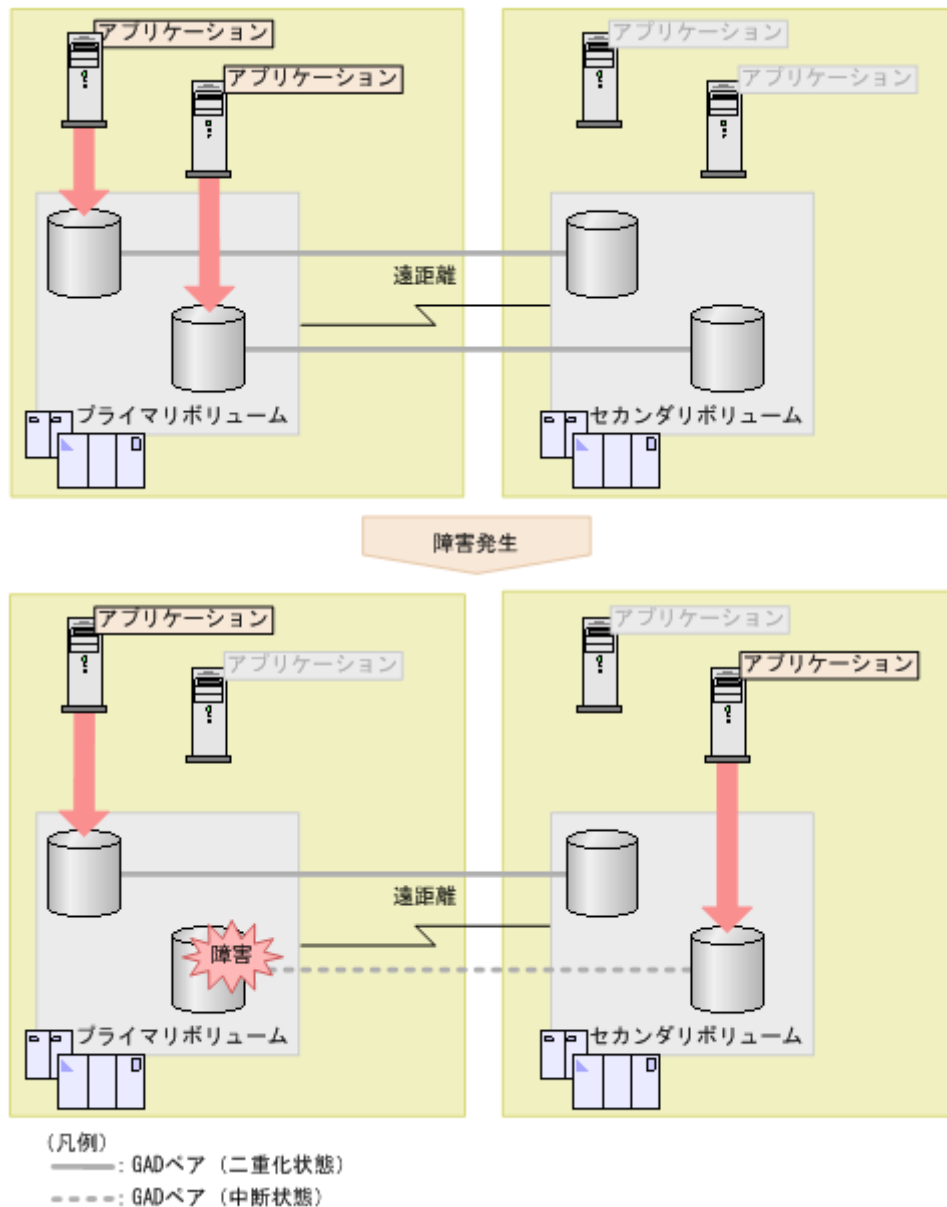 アプリケーション
アプリケーション
アプリケーション
アプリケーション
遠距離
プライマリボリューム
セカンダリボリューム
障害発生
アプリケーション
アプリケーション
アプリケーション
アプリケーション
遠距離
障害
プライマリボリューム
セカンダリボリューム
(凡例)
: GADペア (二重化状態)
: GADペア (中断状態)